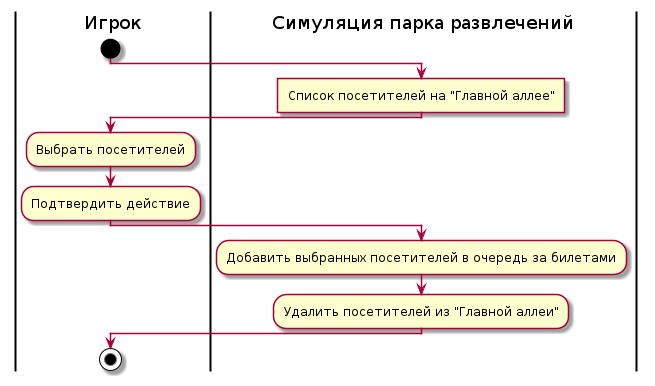 Игрок
Симуляция парка развлечений
Список посетителей на "Главной аллее"
Выбрать посетителей
Подтвердить действие
Добавить выбранных посетителей в очередь за билетами
Удалить посетителей из "Главной аллеи"